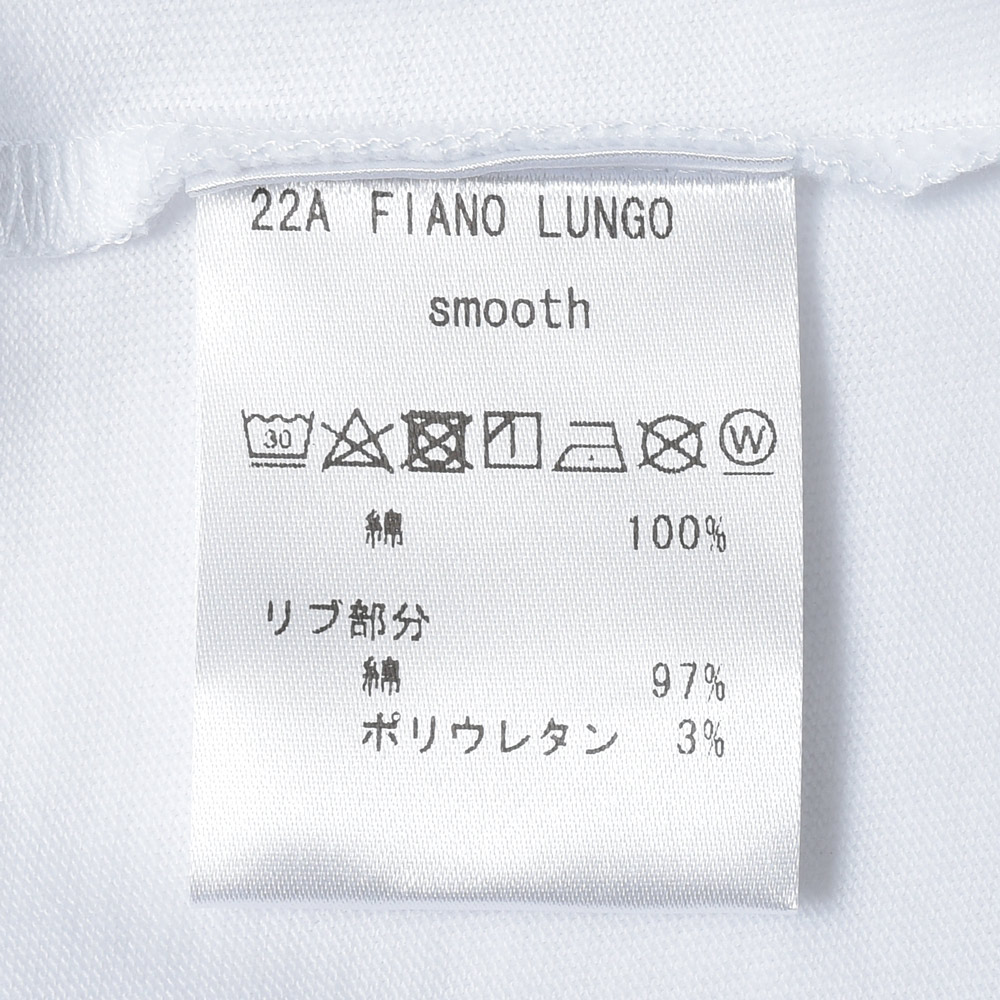 22A FIANO LUNGO
smooth
30 W
綿 100%
リブ部分
綿 97%
ポリウレタン 3%